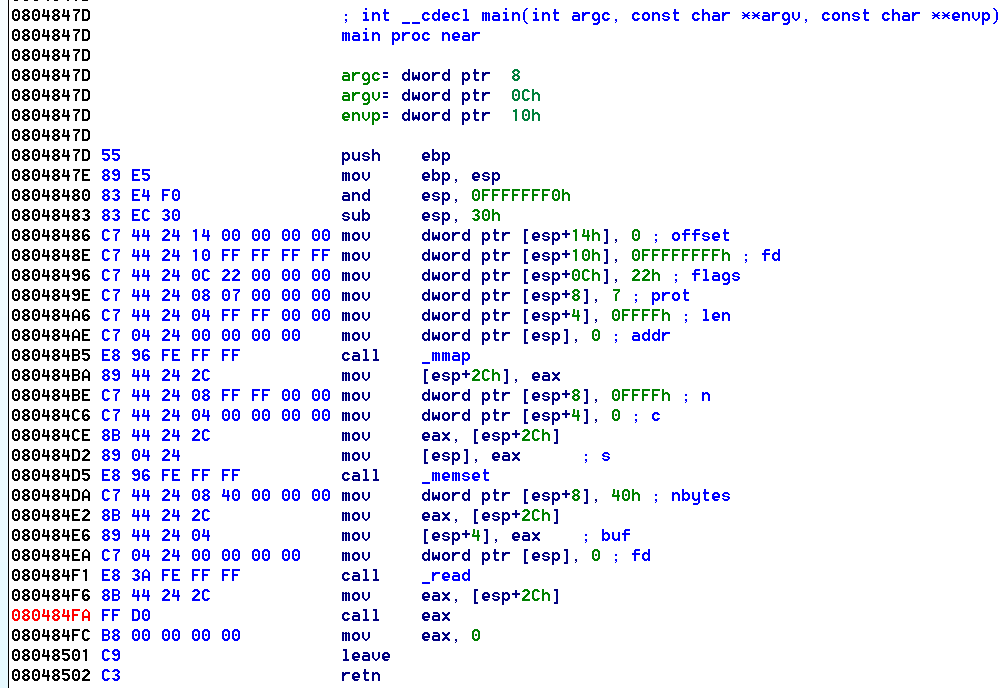 0804847D
0804847D ; int __cdecl main(int argc, const char **argv, const char **envp)
0804847D main proc near
0804847D
0804847D argc= dword ptr  8
0804847D argv= dword ptr  0Ch
0804847D envp= dword ptr  10h
0804847D
0804847D 55 push ebp
0804847E 89 E5 mov ebp, esp
08048480 83 E4 F0 and esp, 0FFFFFFF0h
08048483 83 EC 30 sub esp, 30h
08048486 C7 44 24 14 00 00 00 00 mov dword ptr [esp+14h], 0 ; offset
0804848E C7 44 24 10 FF FF FF FF mov dword ptr [esp+10h], 0FFFFFFFFh ; fd
08048496 C7 44 24 0C 22 00 00 00 mov dword ptr [esp+0Ch], 22h ; flags
0804849E C7 44 24 08 07 00 00 00 mov dword ptr [esp+8], 7 ; prot
080484A6 C7 44 24 04 FF FF 00 00 mov dword ptr [esp+4], 0FFFFh ; len
080484AE C7 04 24 00 00 00 00 mov dword ptr [esp], 0 ; addr
080484B5 E8 96 FE FF FF call _mmap
080484BA 89 44 24 2C mov [esp+2Ch], eax
080484BE C7 44 24 08 FF FF 00 00 mov dword ptr [esp+8], 0FFFFh ; n
080484C6 C7 44 24 04 00 00 00 00 mov dword ptr [esp+4], 0 ; c
080484CE 8B 44 24 2C mov eax, [esp+2Ch]
080484D2 89 04 24 mov [esp], eax ; s
080484D5 E8 96 FE FF FF call _memset
080484DA C7 44 24 08 40 00 00 00 mov dword ptr [esp+8], 40h ; nbytes
080484E2 8B 44 24 2C mov eax, [esp+2Ch]
080484E6 89 44 24 04 mov [esp+4], eax ; buf
080484EA C7 04 24 00 00 00 00 mov dword ptr [esp], 0 ; fd
080484F1 E8 3A FE FF FF call _read
080484F6 8B 44 24 2C mov eax, [esp+2Ch]
080484FA FF D0 call eax
080484FC B8 00 00 00 00 mov eax, 0
08048501 C9 leave
08048502 C3 retn